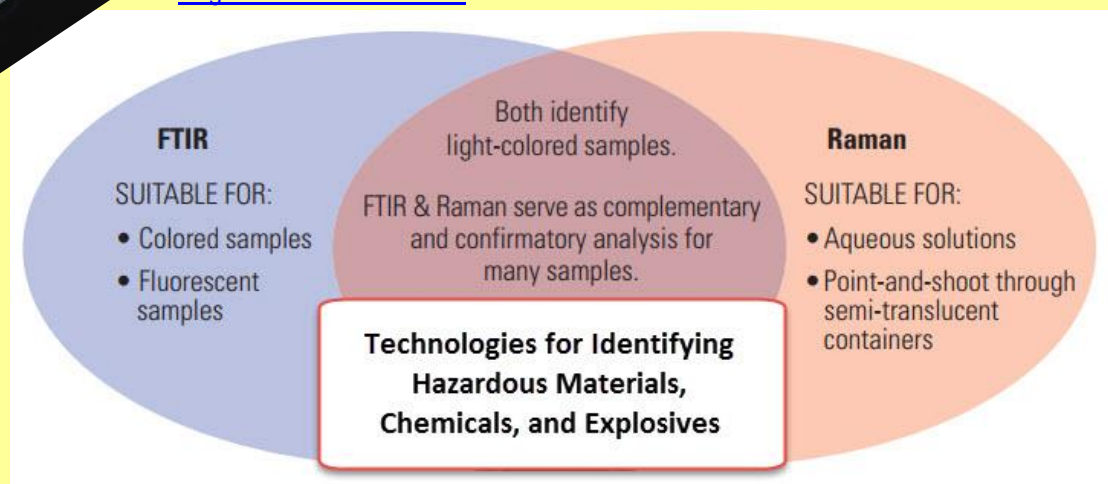 FTIR
SUITABLE FOR:
• Colored samples
• Fluorescent
samples
Both identify
light-colored samples.
FTIR & Raman serve as complementary
and confirmatory analysis for
many samples.
Raman
SUITABLE FOR:
• Aqueous solutions
• Point-and-shoot through
semi-translucent
containers
Technologies for Identifying
Hazardous Materials,
Chemicals, and Explosives